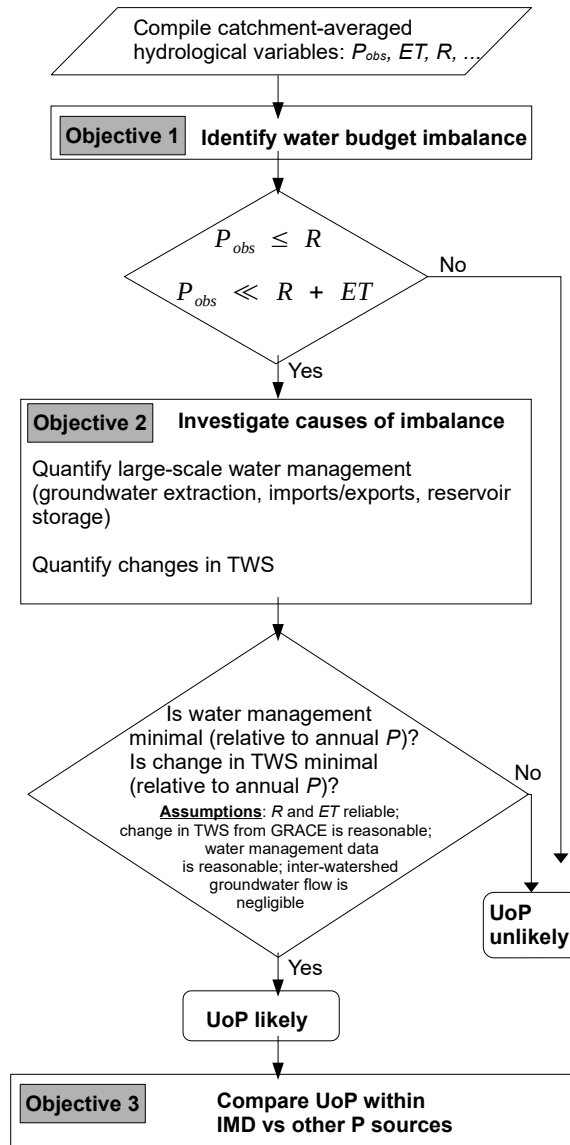 Compile catchment-averaged
hydrological variables: P_obs, ET, R, ...
Objective 1 Identify water budget imbalance
P_obs ≤ R
No
P_obs ≪ R + ET
Yes
Objective 2 Investigate causes of imbalance
Quantify large-scale water management
(groundwater extraction, imports/exports, reservoir
storage)
Quantify changes in TWS
Is water management
minimal (relative to annual P)?
Is change in TWS minimal
(relative to annual P)?
No
Assumptions: R and ET reliable;
change in TWS from GRACE is reasonable;
water management data
is reasonable; inter-watershed
groundwater flow is
negligible
UoP
unlikely
Yes
UoP likely
Objective 3 Compare UoP within
IMD vs other P sources